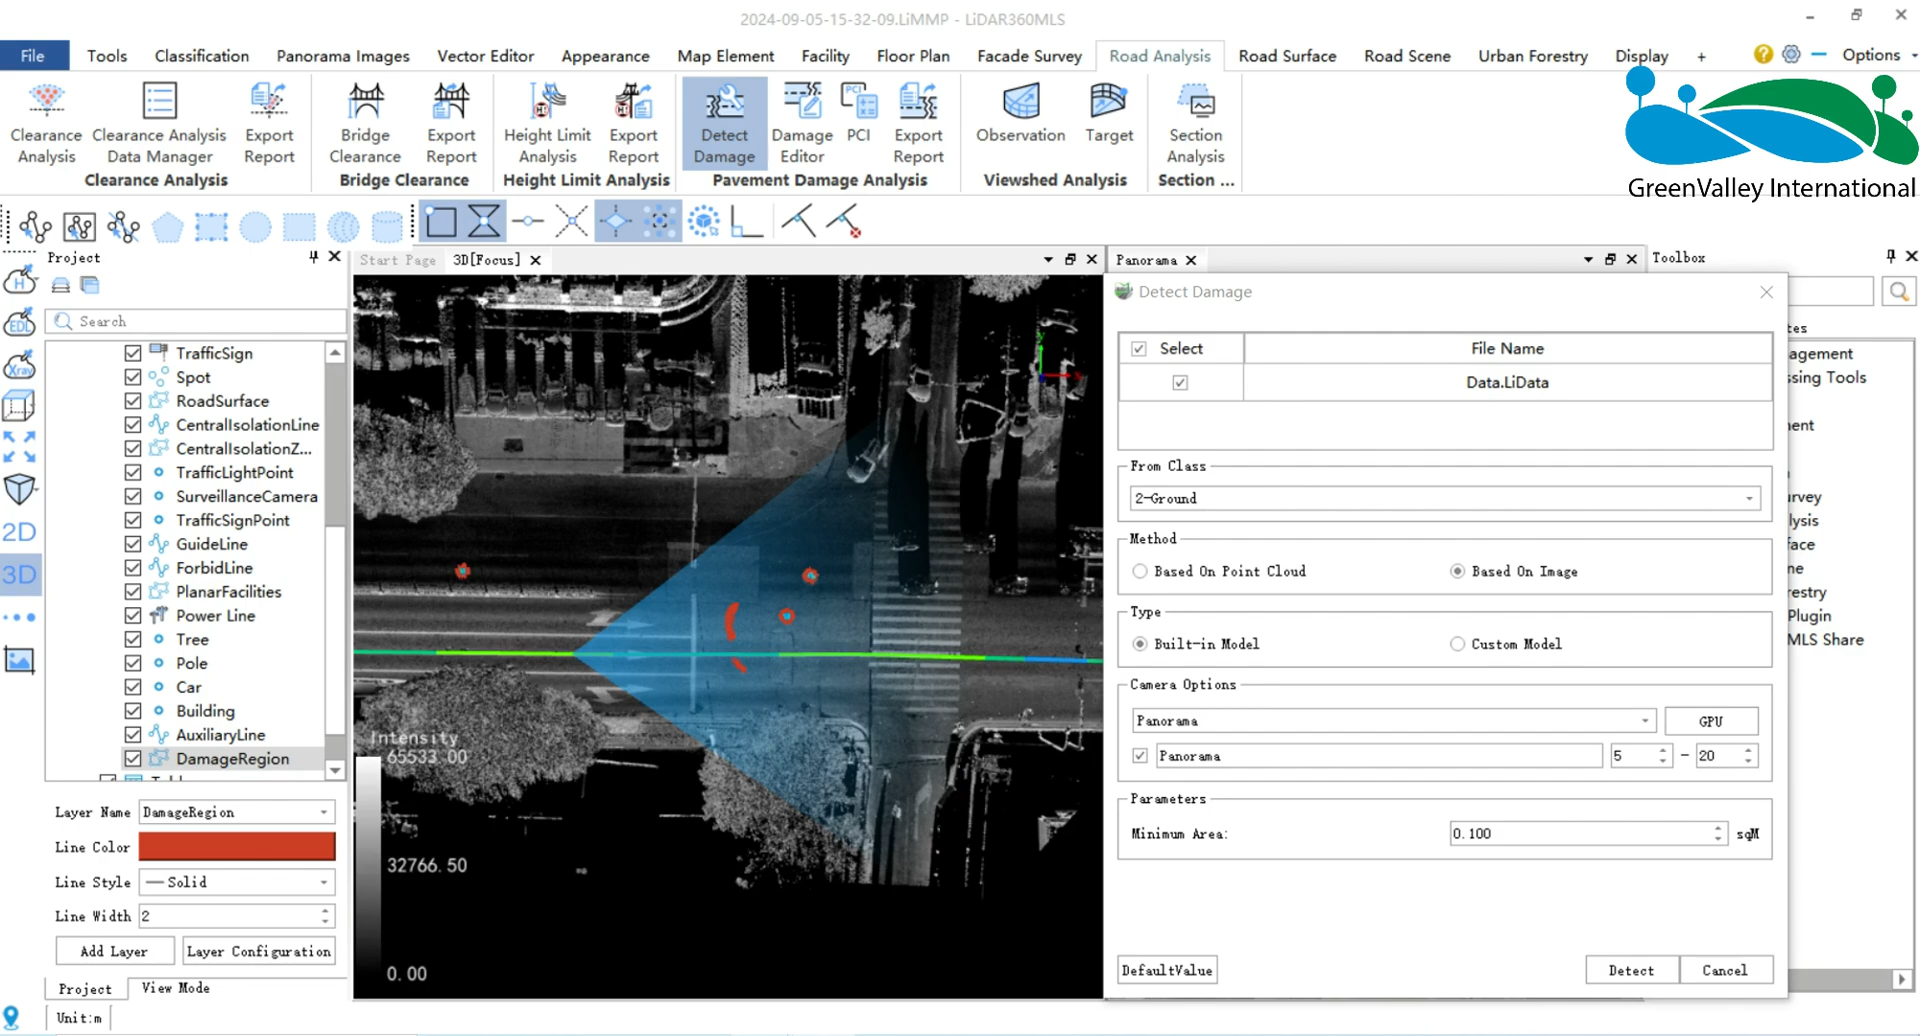 2024-09-05-15-32-09.LiMMP - LiDAR360MLS
File Tools Classification Panorama Images Vector Editor Appearance Map Element Facility Floor Plan Facade Survey Road Analysis Road Surface Road Scene Urban Forestry Display + Options
Clearance Analysis
Clearance Analysis Data Manager
Export Report
Bridge Clearance
Export Report
Height Limit Analysis
Export Report
Detect Damage
Damage Editor
PCI
PCI
Export Report
Observation
Target
Section Analysis
Clearance Analysis
Bridge Clearance
Height Limit Analysis
Pavement Damage Analysis
Viewshed Analysis
Section ...
GreenValley International
H
EDL
Xray
2D
3D
Project
Search
TrafficSign
Spot
RoadSurface
CentralIsolationLine
CentralIsolationZ...
TrafficLightPoint
SurveillanceCamera
TrafficSignPoint
GuideLine
ForbidLine
PlanarFacilities
Power Line
Tree
Pole
Car
Building
AuxiliaryLine
DamageRegion
Layer Name DamageRegion
Line Color
Line Style Solid
Line Width 2
Add Layer Layer Configuration
Project View Mode
Unit:m
Start Page 3D[Focus]
Intensity
65533.00
32766.50
0.00
Panorama
Detect Damage
Select File Name
Data.LiData
From Class
2-Ground
Method
Based On Point Cloud Based On Image
Type
Built-in Model Custom Model
Camera Options
Panorama GPU
Panorama 5 - 20
Parameters
Minimum Area: 0.100 sqM
DefaultValue Detect Cancel
Toolbox
tes
agement
sing Tools
ent
rvey
lysis
face
ne
restry
Plugin
MLS Share